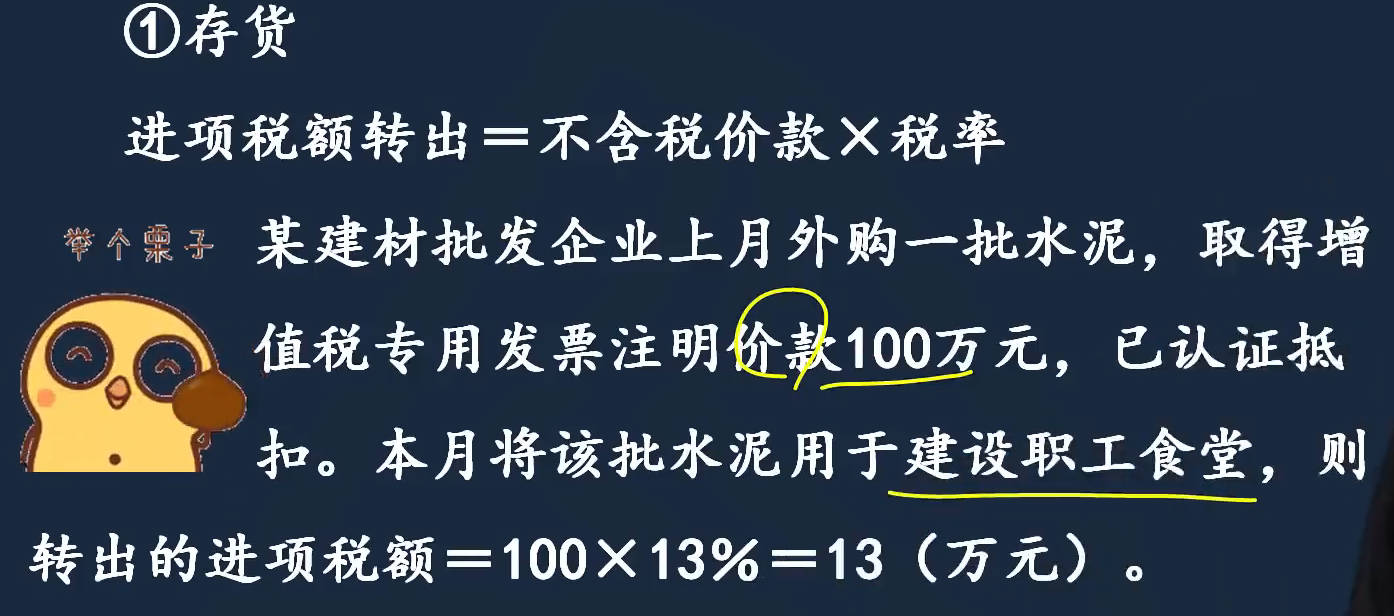 ①存货
进项税额转出＝不含税价款×税率
举个栗子
某建材批发企业上月外购一批水泥，取得增
值税专用发票注明价款100万元，已认证抵
扣。本月将该批水泥用于建设职工食堂，则
转出的进项税额＝100×13%＝13（万元）。